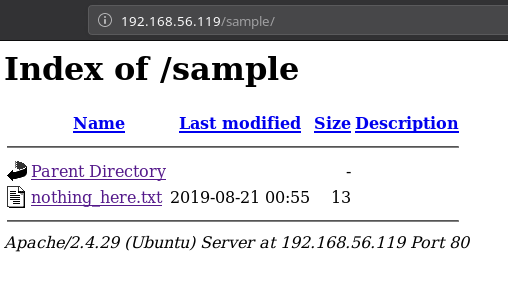 192.168.56.119/sample/
Index of /sample
Name Last modified Size Description
Parent Directory -
nothing_here.txt 2019-08-21 00:55 13
Apache/2.4.29 (Ubuntu) Server at 192.168.56.119 Port 80